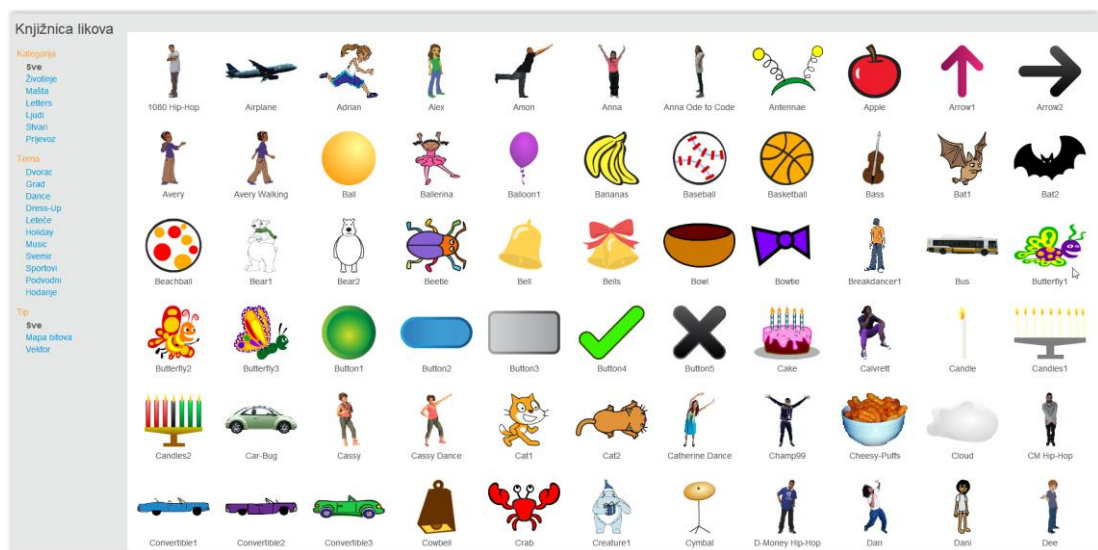 Knjižnica likova
Kategorija
Sve
Životinje
Mašta
Letters
Ljudi
Stvari
Prijevoz
Tema
Dvorac
Grad
Dance
Dress-Up
Leteće
Holiday
Music
Svemir
Sportovi
Podvodni
Hodanje
Tip
Sve
Mapa bitova
Vektor
1080 Hip-Hop Airplane Adrian Alex Amon Anna Anna Ode to Code Antennae Apple Arrow1 Arrow2
Avery Avery Walking Ball Ballerina Balloon1 Bananas Baseball Basketball Bass Bat1 Bat2
Beachball Bear1 Bear2 Beetle Bell Bells Bowl Bowtie Breakdancer1 Bus Butterfly1
Butterfly2 Butterfly3 Button1 Button2 Button3 Button4 Button5 Cake Calvrett Candle Candles1
Candles2 Car-Bug Cassy Cassy Dance Cat1 Cat2 Catherine Dance Champ99 Cheesy-Puffs Cloud CM Hip-Hop
Convertible1 Convertible2 Convertible3 Cowbell Crab Creature1 Cymbal D-Money Hip-Hop Dan Dani Dee